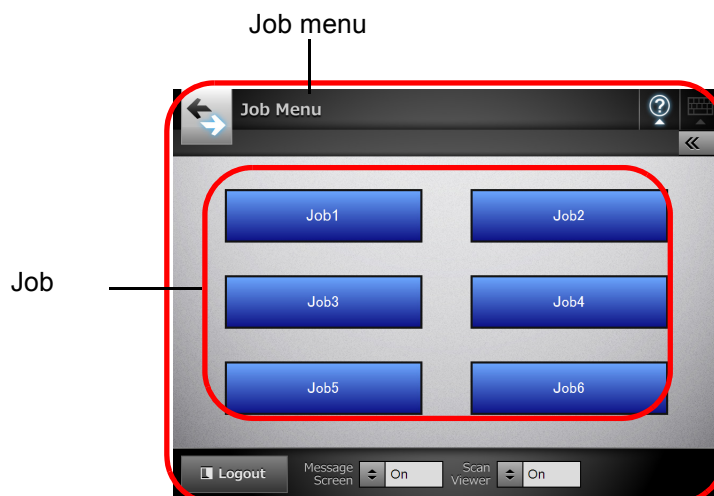 Job menu
Job Menu
?
Job
Job1
Job2
Job3
Job4
Job5
Job6
Logout
Message
Screen
On
Scan
Viewer
On